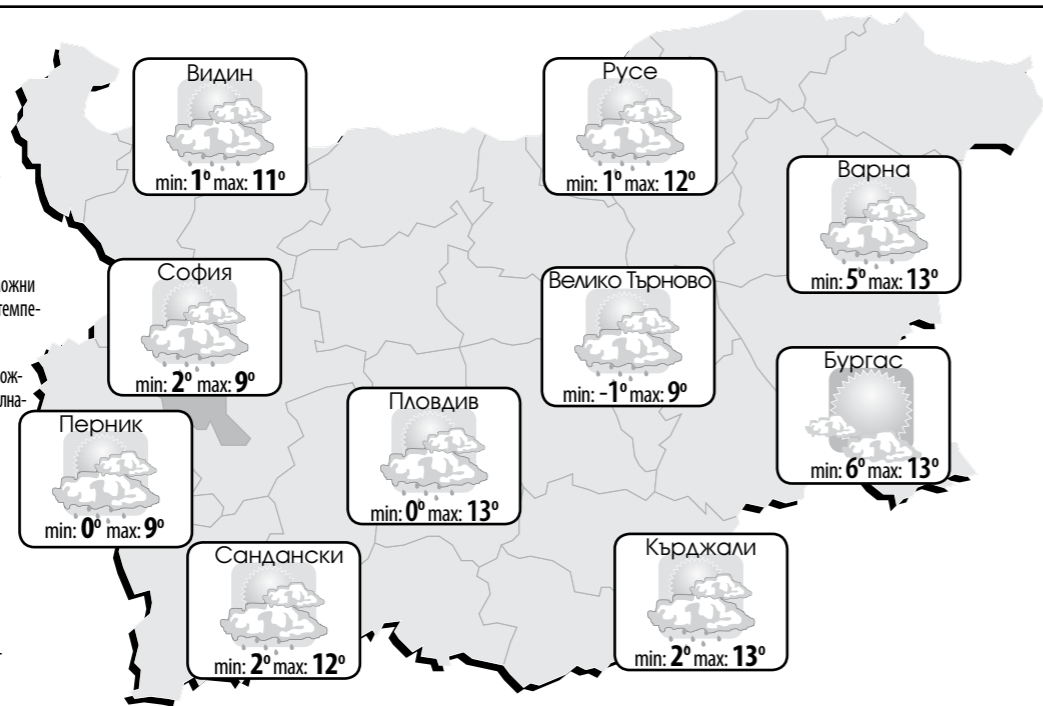 Видин
min: 1° max: 11°
Русе
min: 1° max: 12°
Варна
min: 5° max: 13°
София
min: 2° max: 9°
Велико Търново
min: -1° max: 9°
Бургас
min: 6° max: 13°
Пловдив
min: 0° max: 13°
Перник
min: 0° max: 9°
Сандански
min: 2° max: 12°
Кърджали
min: 2° max: 13°